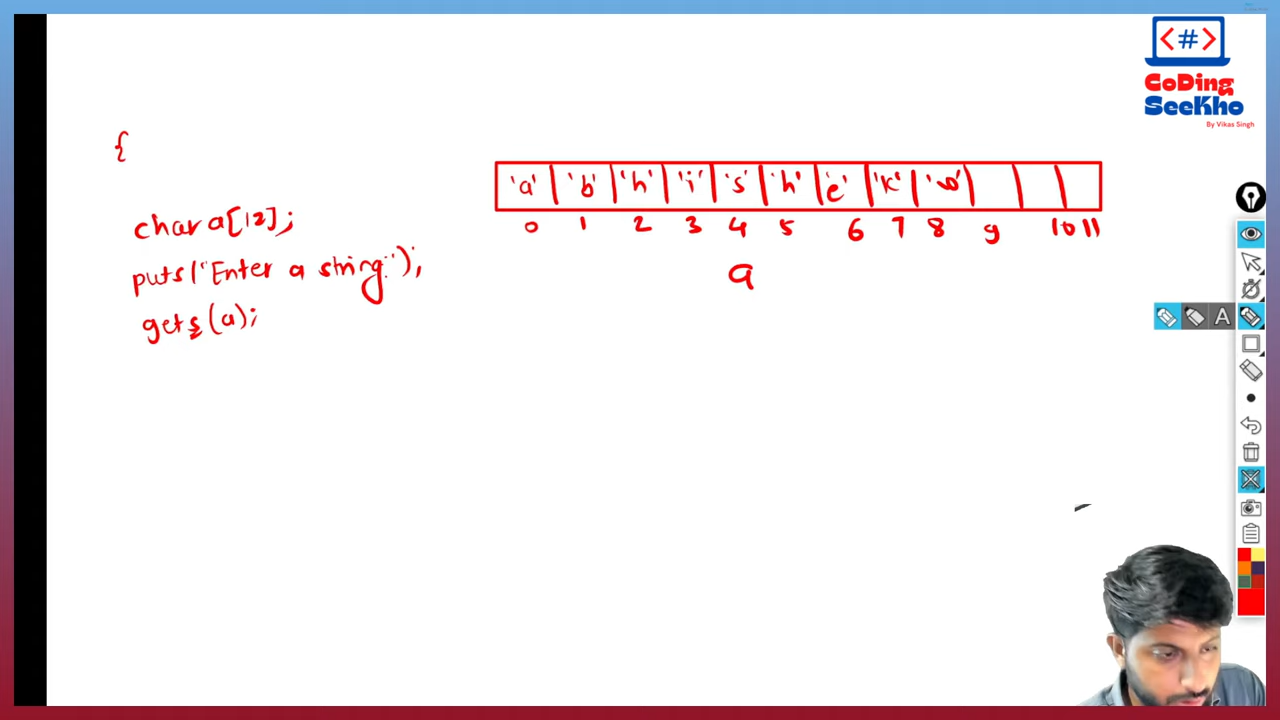 <#>
CoDing
SeeKho
By Vikas Singh
{
'a' 'b' 'h' 'i' 's' 'h' 'e' 'k' '\0'
0 1 2 3 4 5 6 7 8 9 10 11
a
char a[12];
puts("Enter a string:");
gets(a);
A